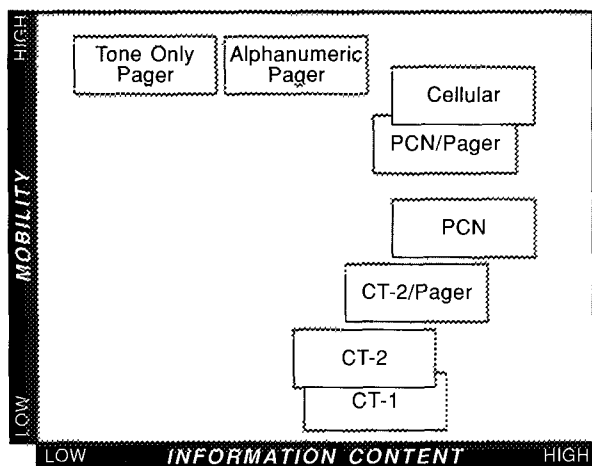 HIGH
MOBILITY
LOW
Tone Only
Pager
Alphanumeric
Pager
Cellular
PCN/Pager
PCN
CT-2/Pager
CT-2
CT-1
LOW INFORMATION CONTENT HIGH